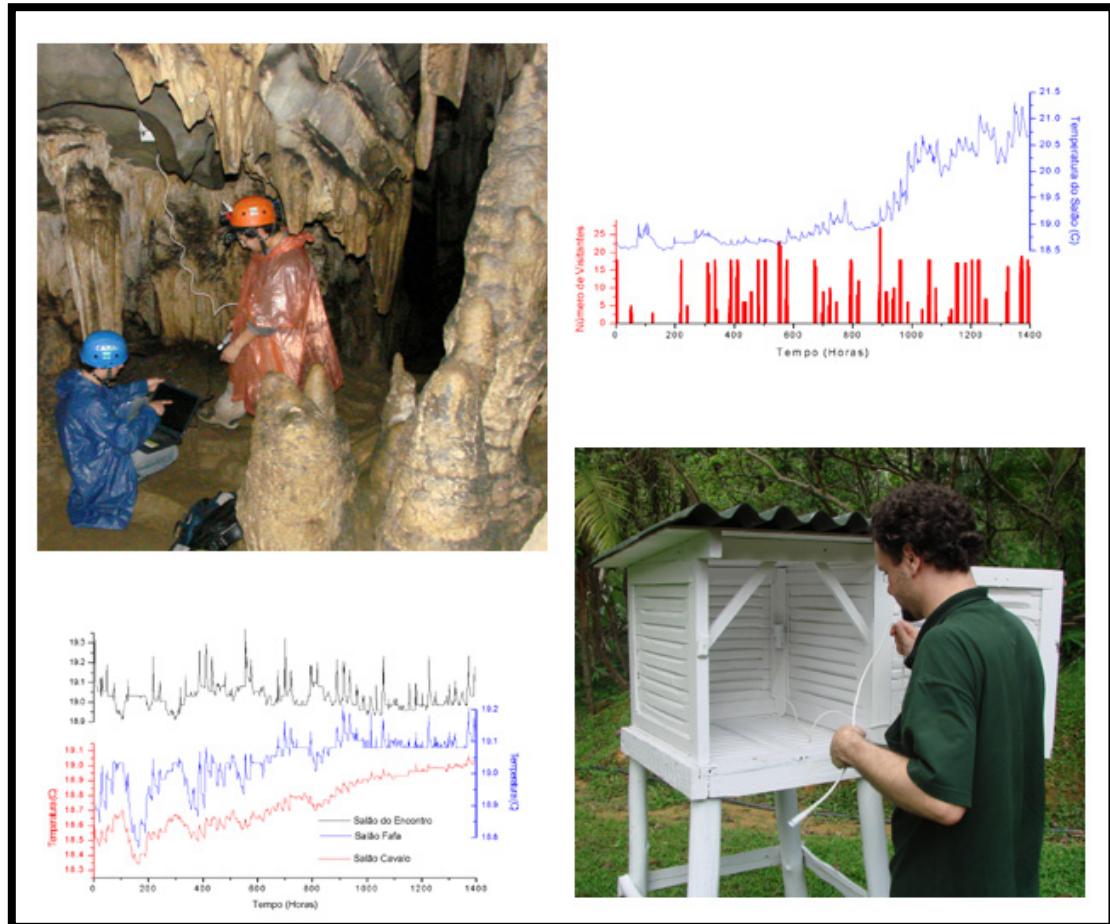 21.5
21.0
20.5
20.0
19.5
19.0
18.5
Temperatura do Salão (C)
25
20
15
10
5
0
Número de Visitantes
0 200 400 600 800 1000 1200 1400
Tempo (Horas)
19.3
19.2
19.1
19.0
18.9
19.2
19.1
19.0
18.9
18.8
Temperatura (C)
19.1
19.0
18.9
18.8
18.7
18.6
18.5
18.4
18.3
Temperatura
Salão do Encontro
Salão Fafa
Salão Cavalo
0 200 400 600 800 1000 1200 1400
Tempo (Horas)